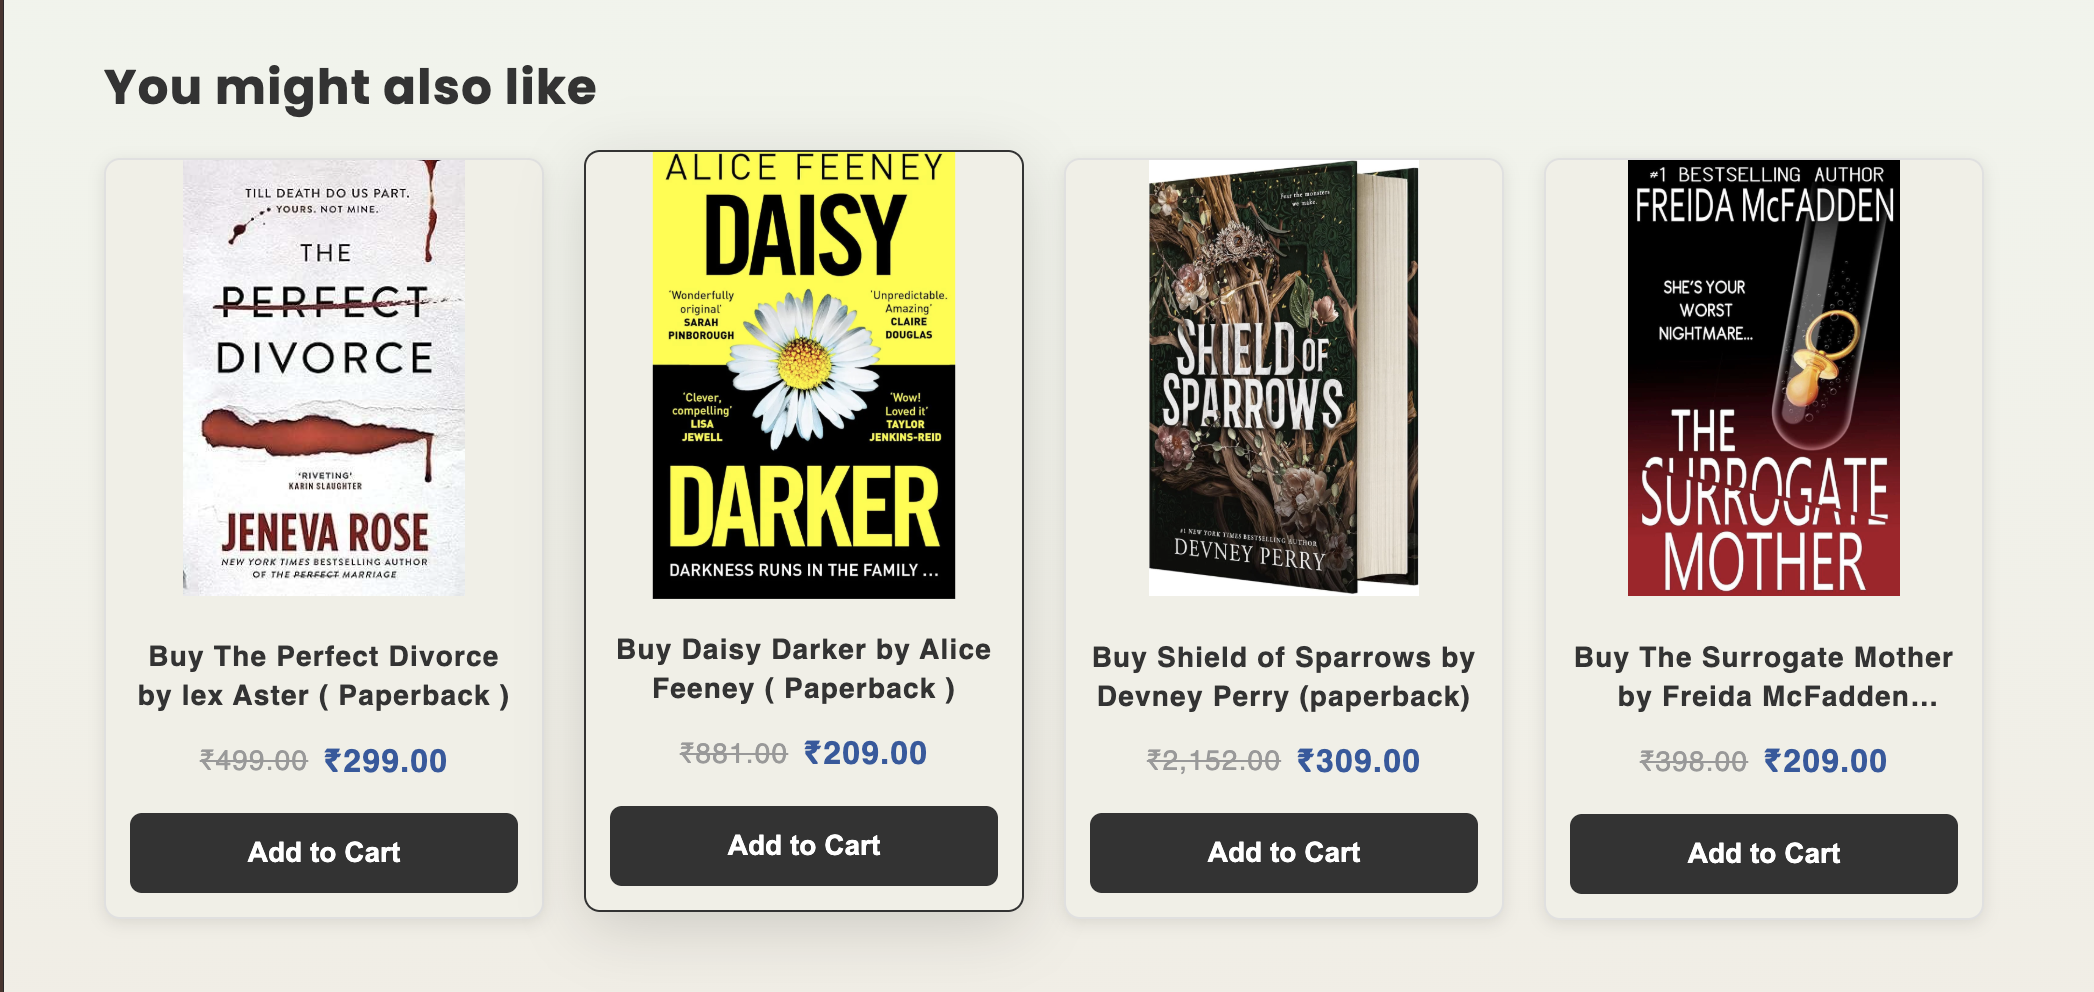 You might also like
TILL DEATH DO US PART.
YOURS. NOT MINE.
THE
PERFECT
DIVORCE
'RIVETING'
KARIN SLAUGHTER
JENEVA ROSE
NEW YORK TIMES BESTSELLING AUTHOR
OF THE PERFECT MARRIAGE
Buy The Perfect Divorce
by lex Aster ( Paperback )
₹499.00 ₹299.00
Add to Cart
ALICE FEENEY
DAISY
'Wonderfully
original'
SARAH
PINBOROUGH
'Unpredictable.
Amazing'
CLAIRE
DOUGLAS
'Clever,
compelling'
LISA
JEWELL
'Wow!
Loved it'
TAYLOR
JENKINS-REID
DARKER
DARKNESS RUNS IN THE FAMILY ...
Buy Daisy Darker by Alice
Feeney ( Paperback )
₹881.00 ₹209.00
Add to Cart
Fear the monsters
we make.
SHIELD OF
SPARROWS
#1 NEW YORK TIMES BESTSELLING AUTHOR
DEVNEY PERRY
Buy Shield of Sparrows by
Devney Perry (paperback)
₹2,152.00 ₹309.00
Add to Cart
#1 BESTSELLING AUTHOR
FREIDA McFADDEN
SHE'S YOUR
WORST
NIGHTMARE...
THE
SURROGATE
MOTHER
Buy The Surrogate Mother
by Freida McFadden...
₹398.00 ₹209.00
Add to Cart